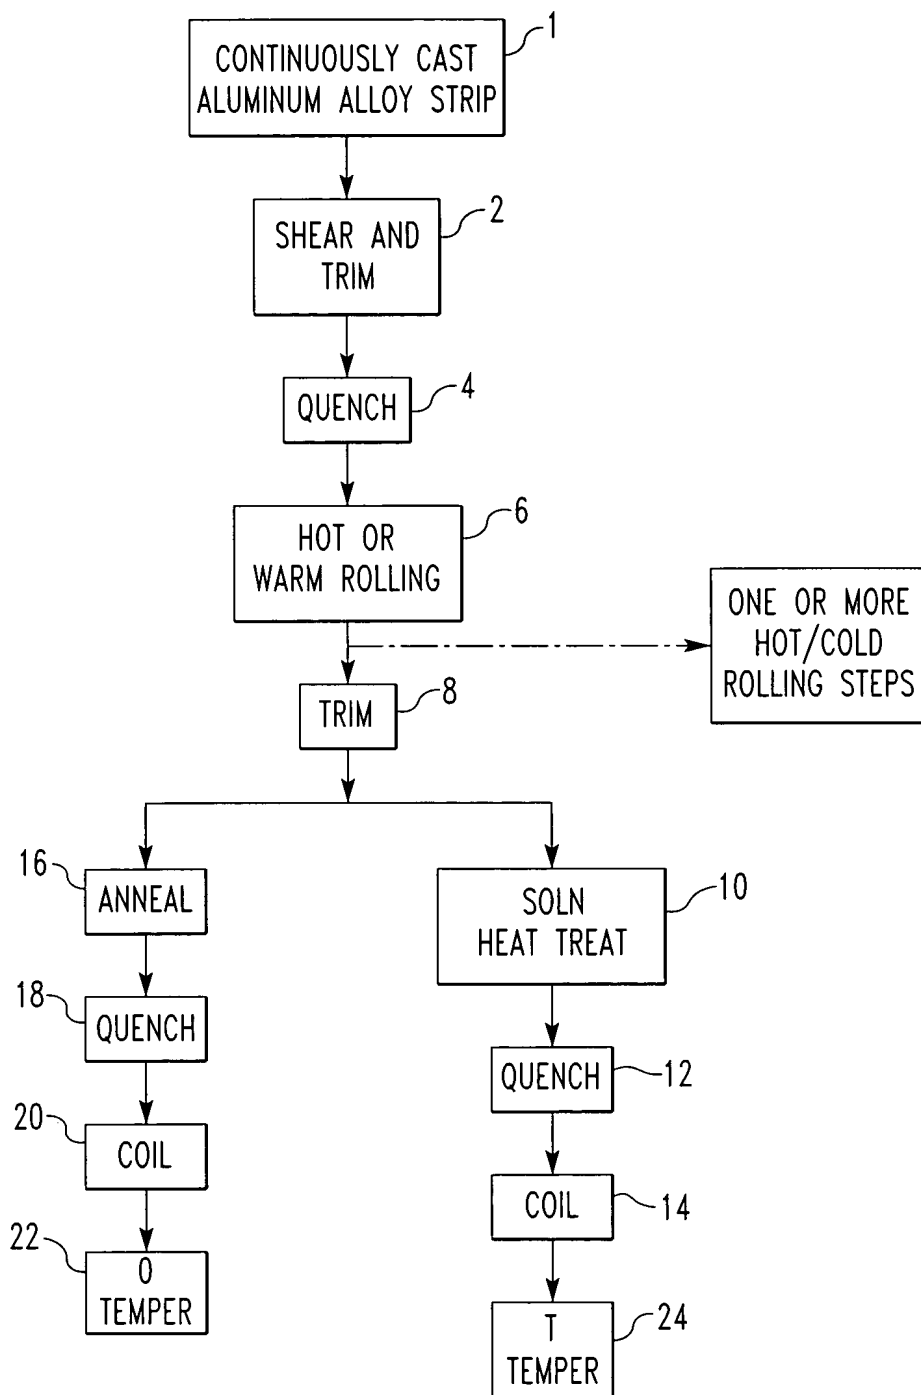 1
CONTINUOUSLY CAST
ALUMINUM ALLOY STRIP
2
SHEAR AND
TRIM
4
QUENCH
6
HOT OR
WARM ROLLING
ONE OR MORE
HOT/COLD
ROLLING STEPS
8
TRIM
16
ANNEAL
18
QUENCH
20
COIL
22
O
TEMPER
10
SOLN
HEAT TREAT
12
QUENCH
14
COIL
24
T
TEMPER